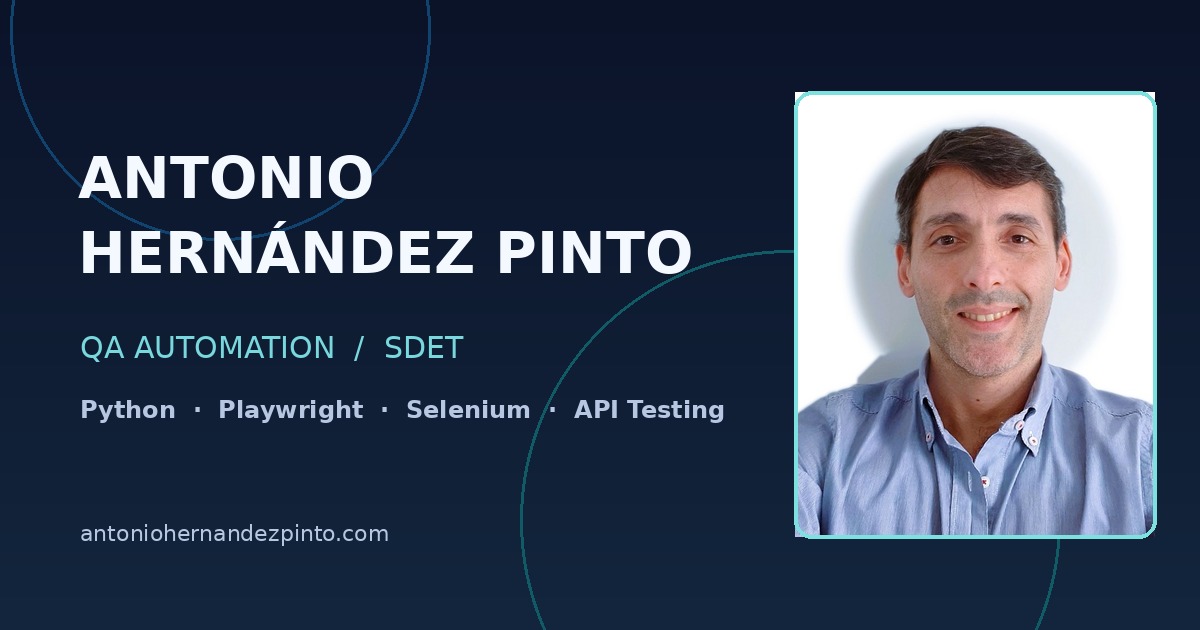 ANTONIO
HERNÁNDEZ PINTO
QA AUTOMATION / SDET
Python · Playwright · Selenium · API Testing
antoniohernandezpinto.com